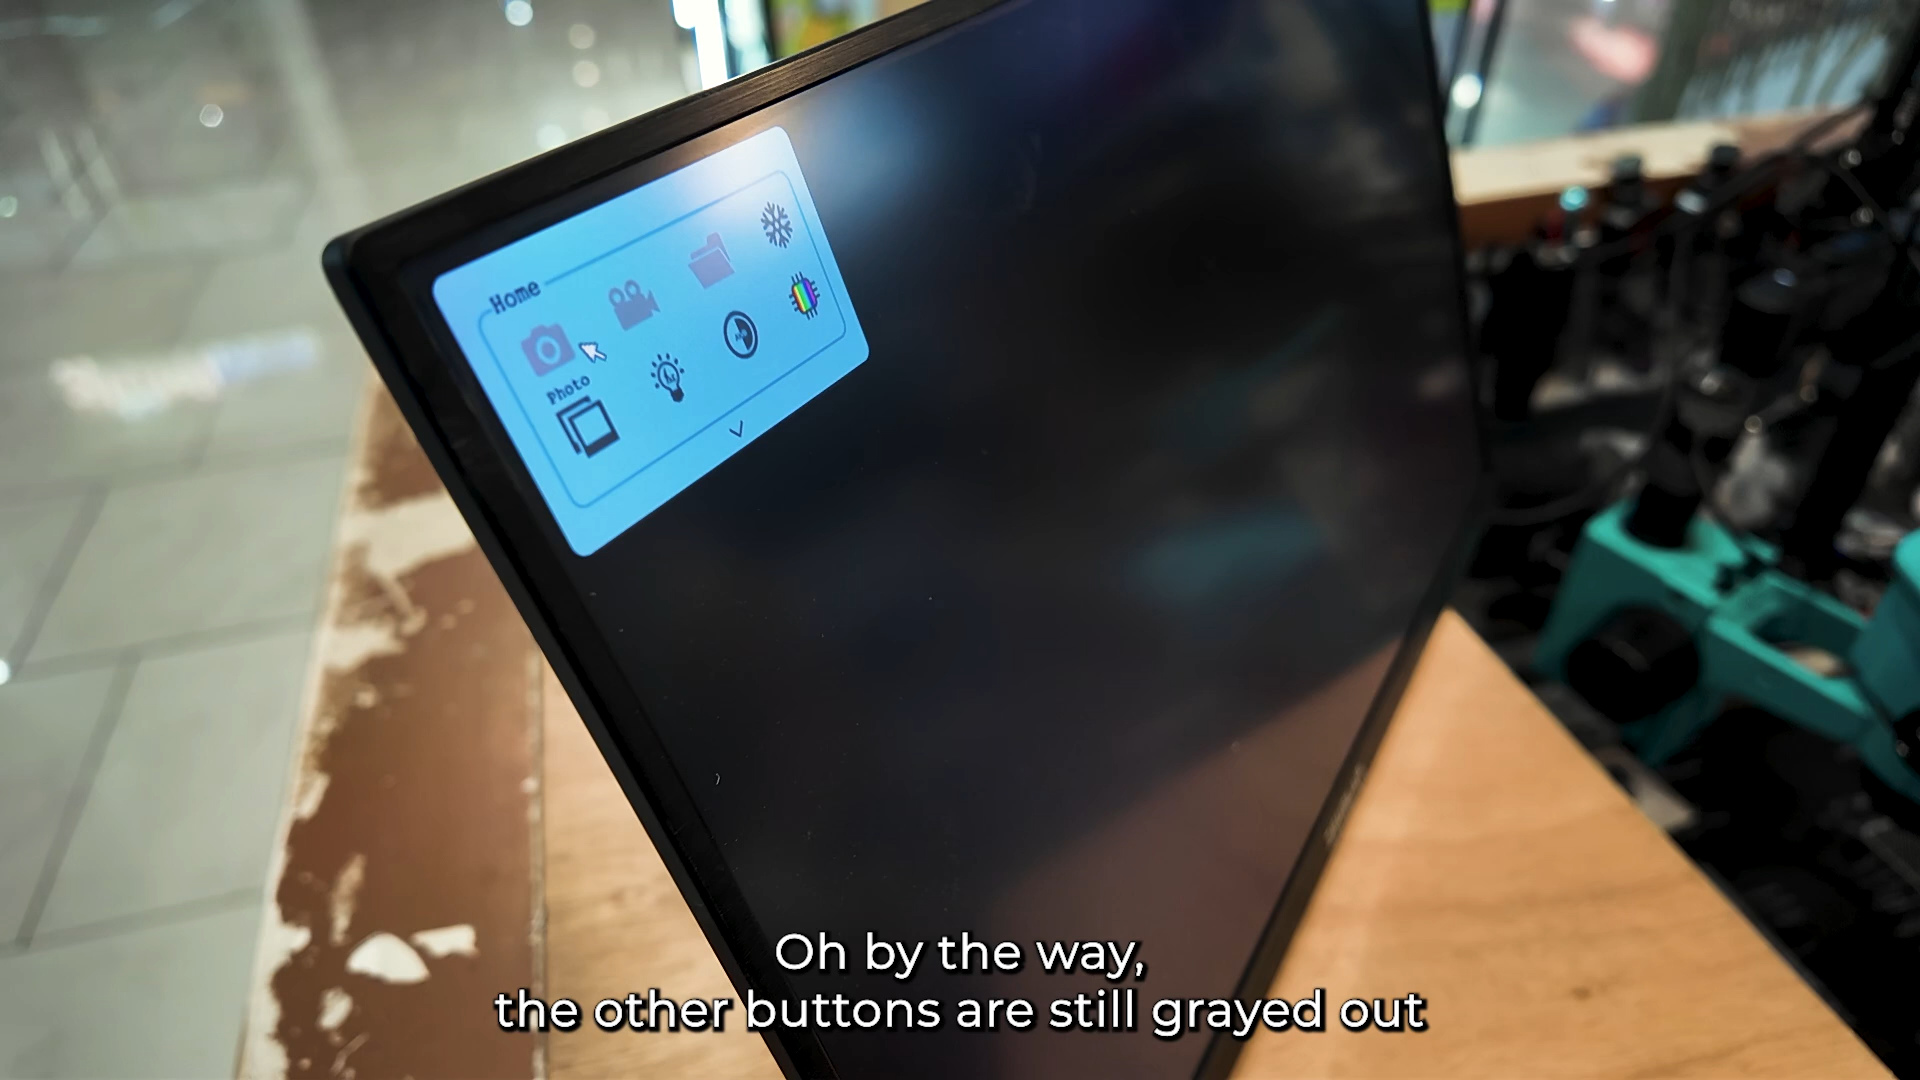 Home
Photo
Oh by the way,
the other buttons are still grayed out